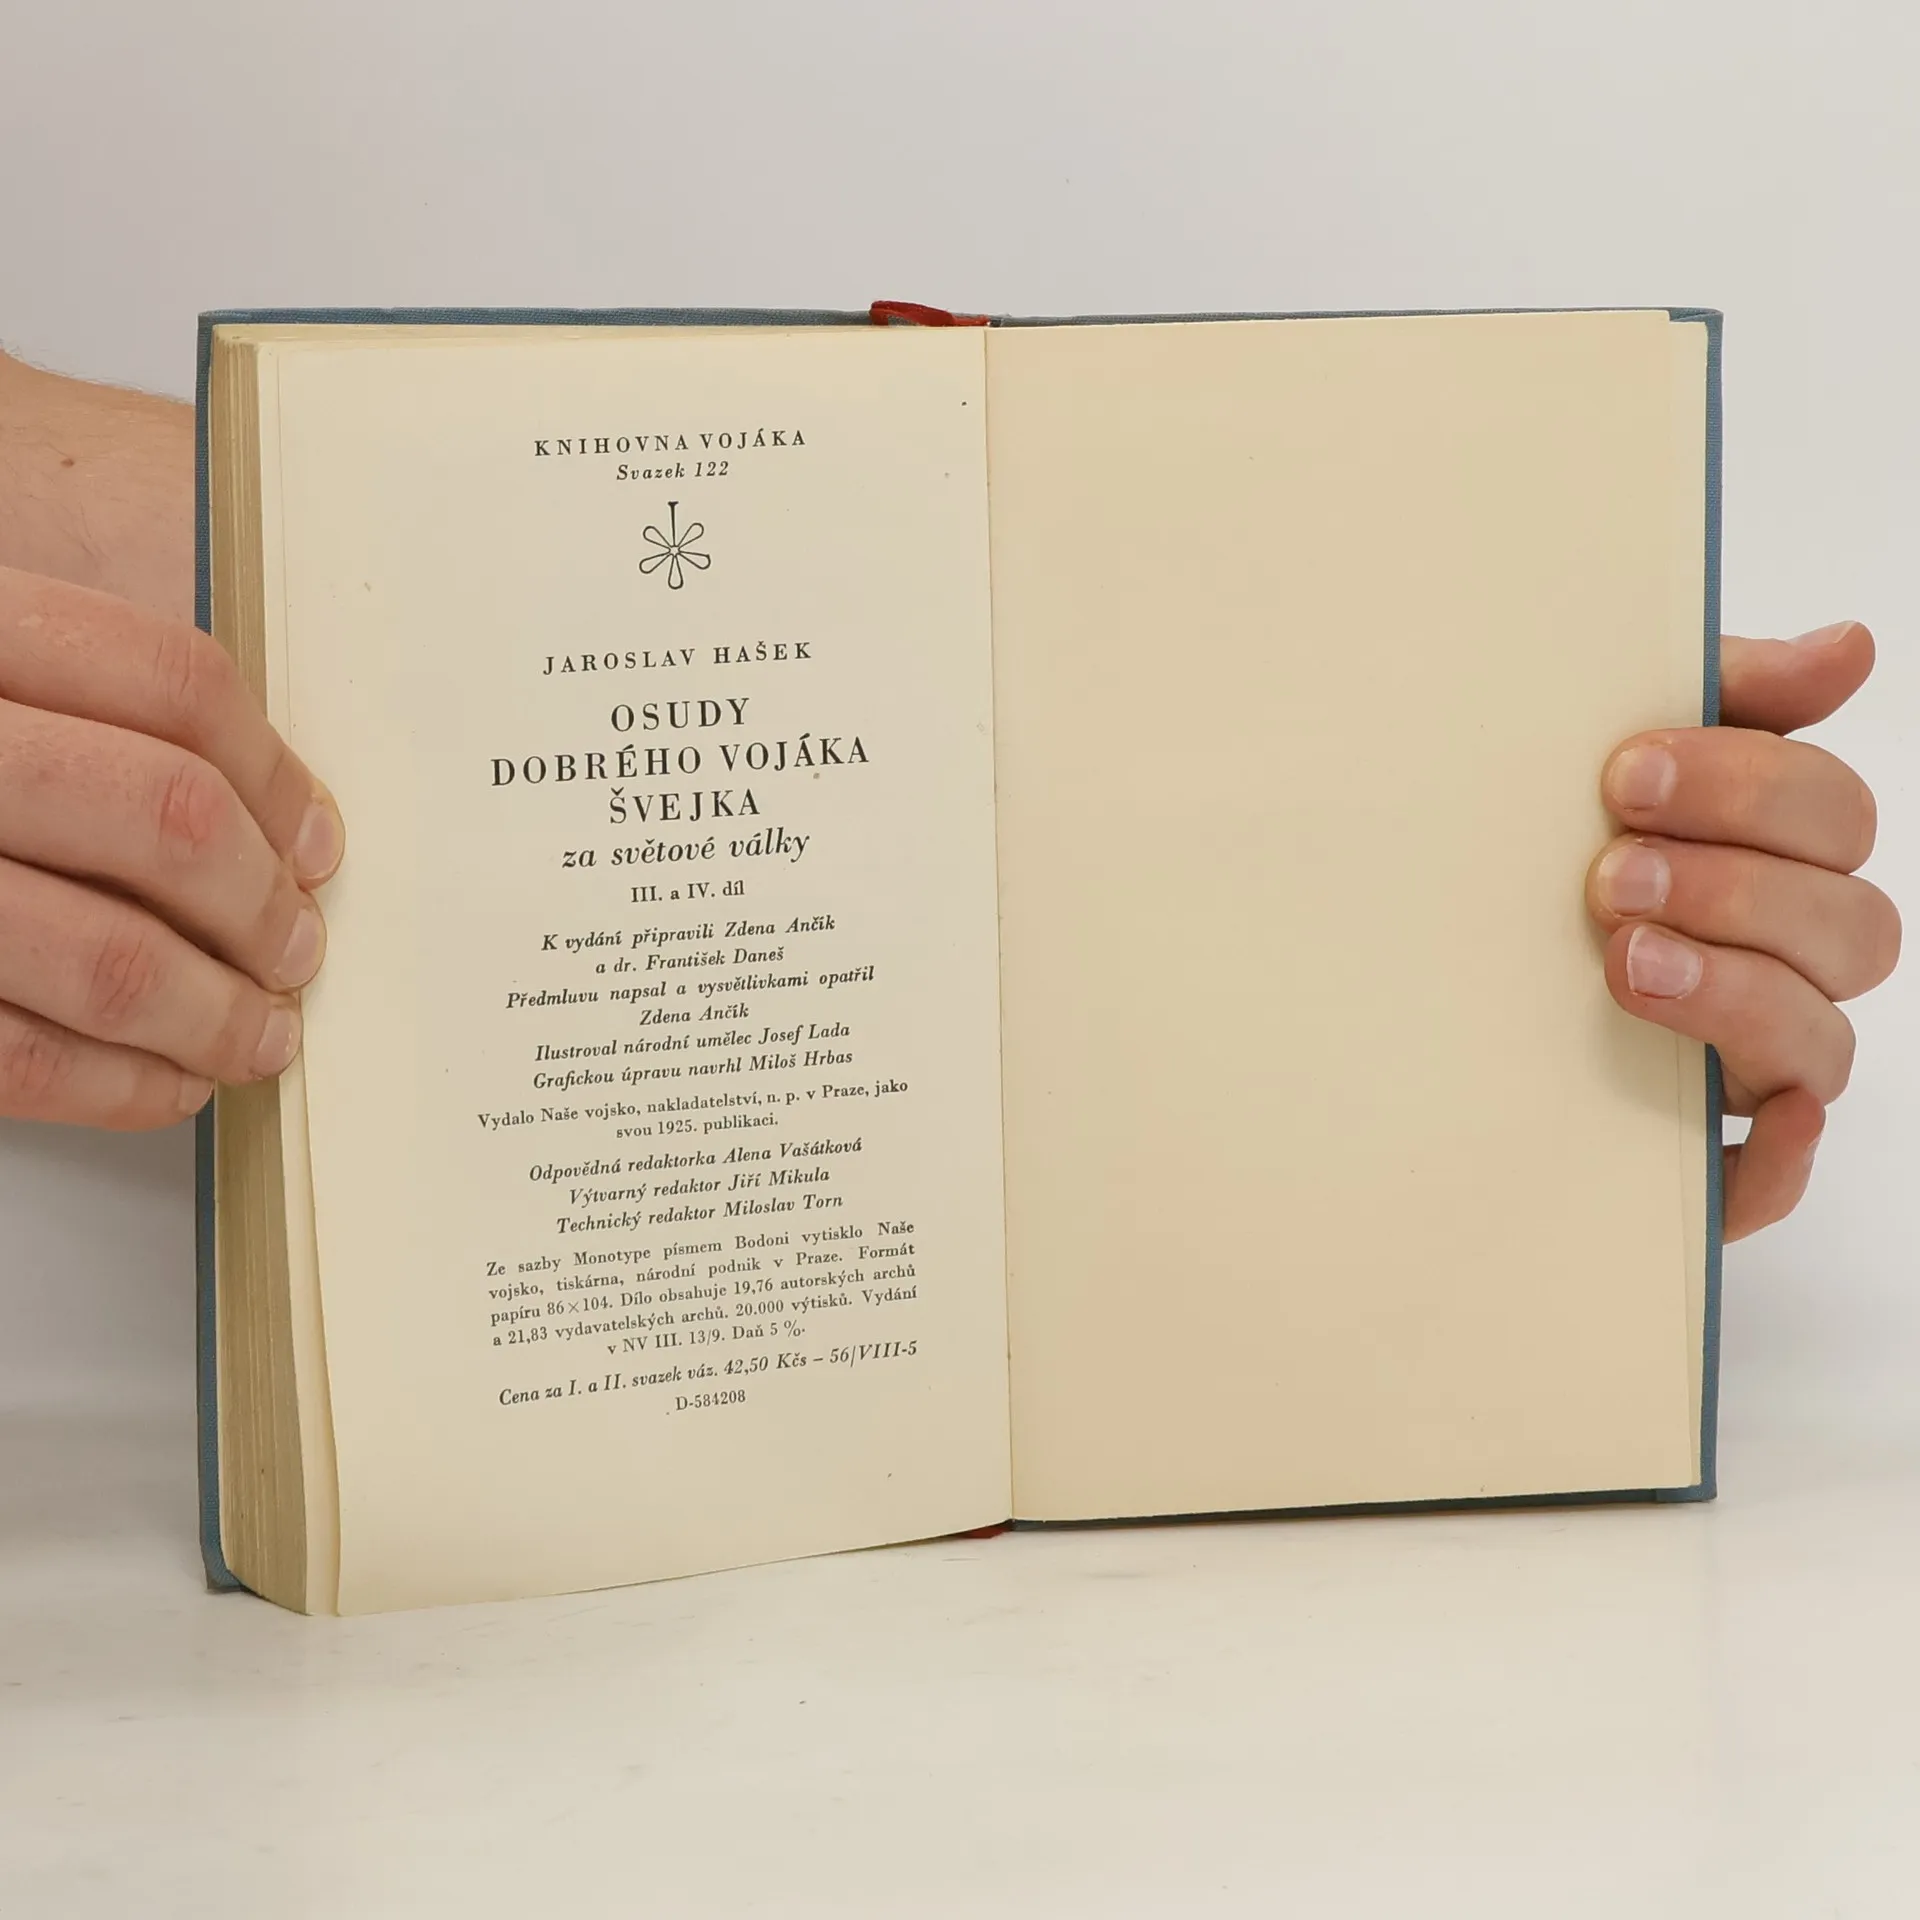 KNIHOVNA VOJÁKA
Svazek 122
JAROSLAV HAŠEK
OSUDY
DOBRÉHO VOJÁKA
ŠVEJKA
za světové války
III. a IV. díl
K vydání připravili Zdena Ančík
a dr. František Daneš
Předmluvu napsal a vysvětlivkami opatřil
Zdena Ančík
Ilustroval národní umělec Josef Lada
Grafickou úpravu navrhl Miloš Hrbas
Vydalo Naše vojsko, nakladatelství, n. p. v Praze, jako
svou 1925. publikaci.
Odpovědná redaktorka Alena Vašátková
Výtvarný redaktor Jiří Mikula
Technický redaktor Miloslav Torn
Ze sazby Monotype písmem Bodoni vytisklo Naše
vojsko, tiskárna, národní podnik v Praze. Formát
papíru 86×104. Dílo obsahuje 19,76 autorských archů
a 21,83 vydavatelských archů. 20.000 výtisků. Vydání
v NV III. 13/9. Daň 5 %.
Cena za I. a II. svazek váz. 42,50 Kčs – 56/VIII-5
D-584208